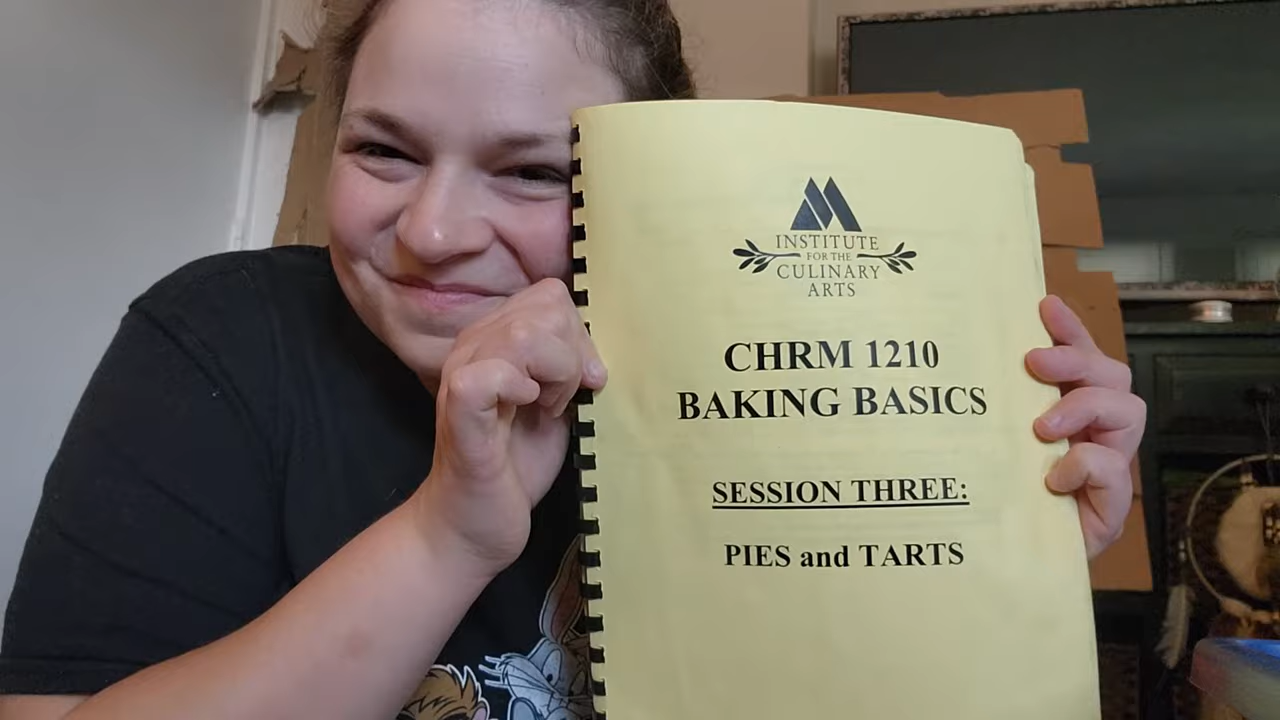 INSTITUTE
FOR THE
CULINARY
ARTS
CHRM 1210
BAKING BASICS
SESSION THREE:
PIES and TARTS